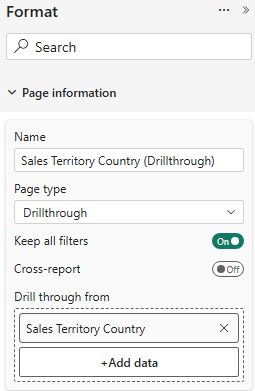 Format
Search
Page information
Name
Sales Territory Country (Drillthrough)
Page type
Drillthrough
Keep all filters
On
Cross-report
Off
Drill through from
Sales Territory Country
+Add data